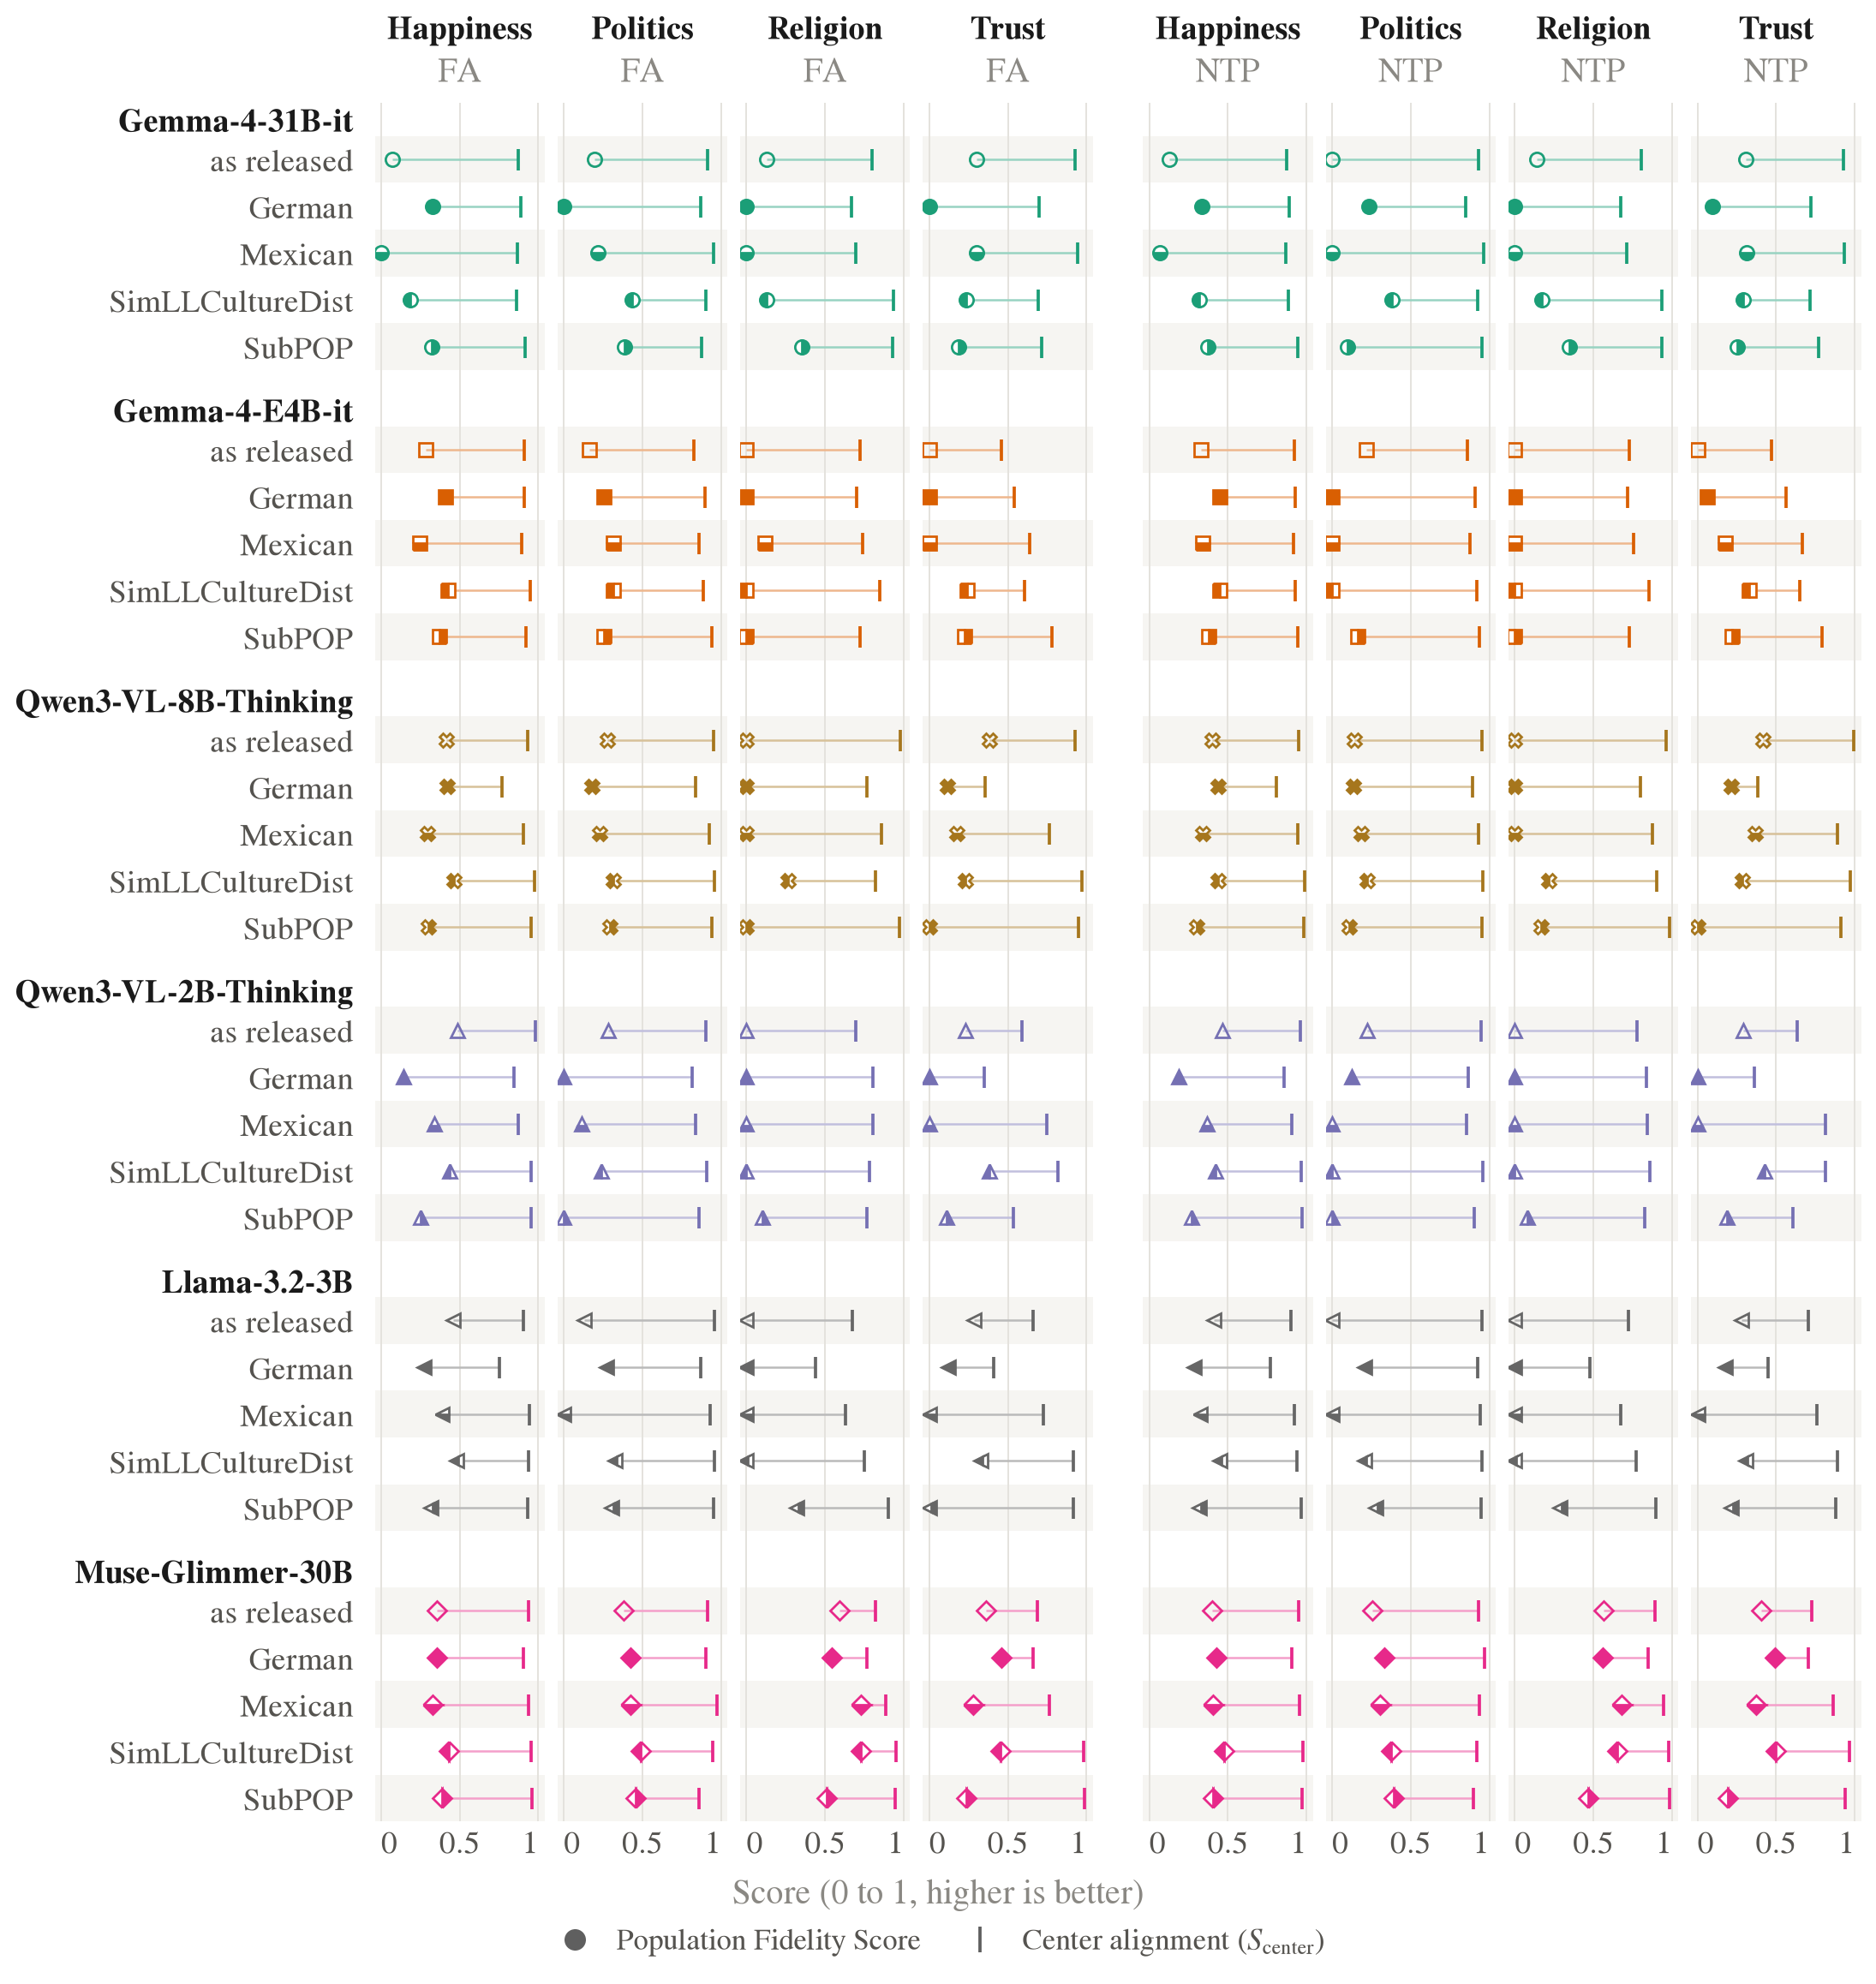 Happiness Politics Religion Trust Happiness Politics Religion Trust
FA FA FA FA NTP NTP NTP NTP
Gemma-4-31B-it
as released
German
Mexican
SimLLCultureDist
SubPOP
Gemma-4-E4B-it
as released
German
Mexican
SimLLCultureDist
SubPOP
Qwen3-VL-8B-Thinking
as released
German
Mexican
SimLLCultureDist
SubPOP
Qwen3-VL-2B-Thinking
as released
German
Mexican
SimLLCultureDist
SubPOP
Llama-3.2-3B
as released
German
Mexican
SimLLCultureDist
SubPOP
Muse-Glimmer-30B
as released
German
Mexican
SimLLCultureDist
SubPOP
0 0.5 1 0 0.5 1 0 0.5 1 0 0.5 1 0 0.5 1 0 0.5 1 0 0.5 1 0 0.5 1
Score (0 to 1, higher is better)
Population Fidelity Score Center alignment (Scenter)